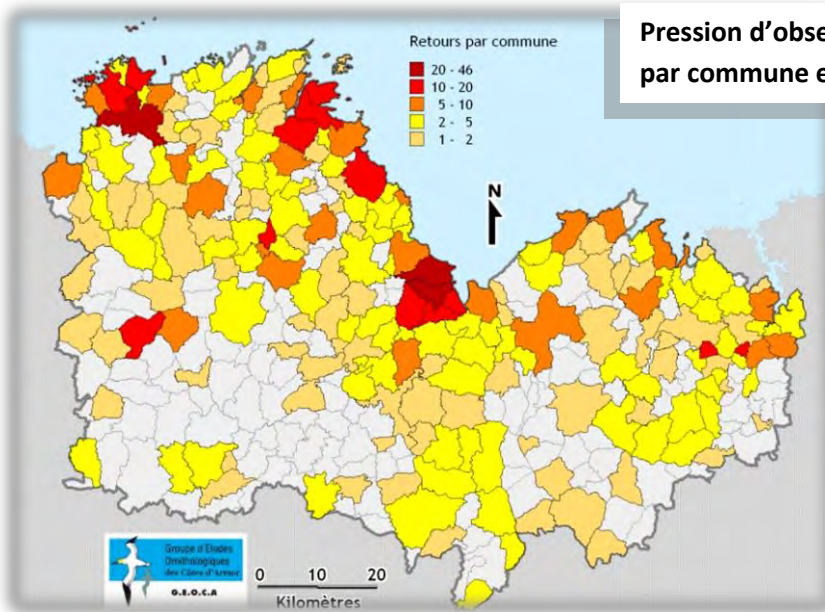 Pression d'obse
par commune e
Retours par commune
20 - 46
10 - 20
5 - 10
2 - 5
1 - 2
N
Groupe d'Etudes
Ornithologiques
des Côtes d'Armor
G.E.O.C.A
0 10 20
Kilomètres